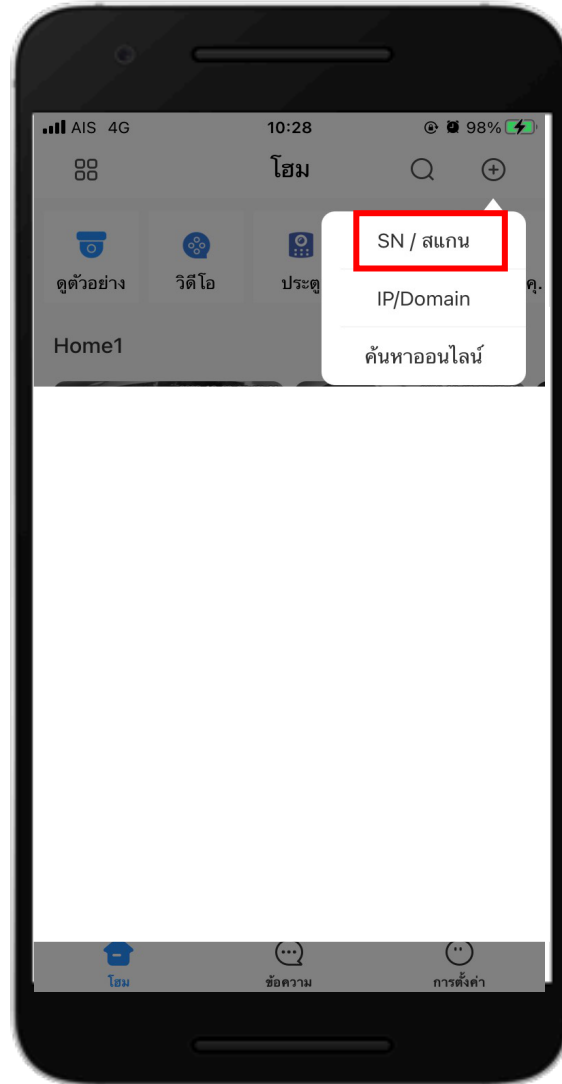 AIS 4G 10:28 98%
โฮม
SN / สแกน
ดูตัวอย่าง วิดีโอ ประตู คุ.
IP/Domain
Home1
ค้นหาออนไลน์
โฮม ข้อความ การตั้งค่า